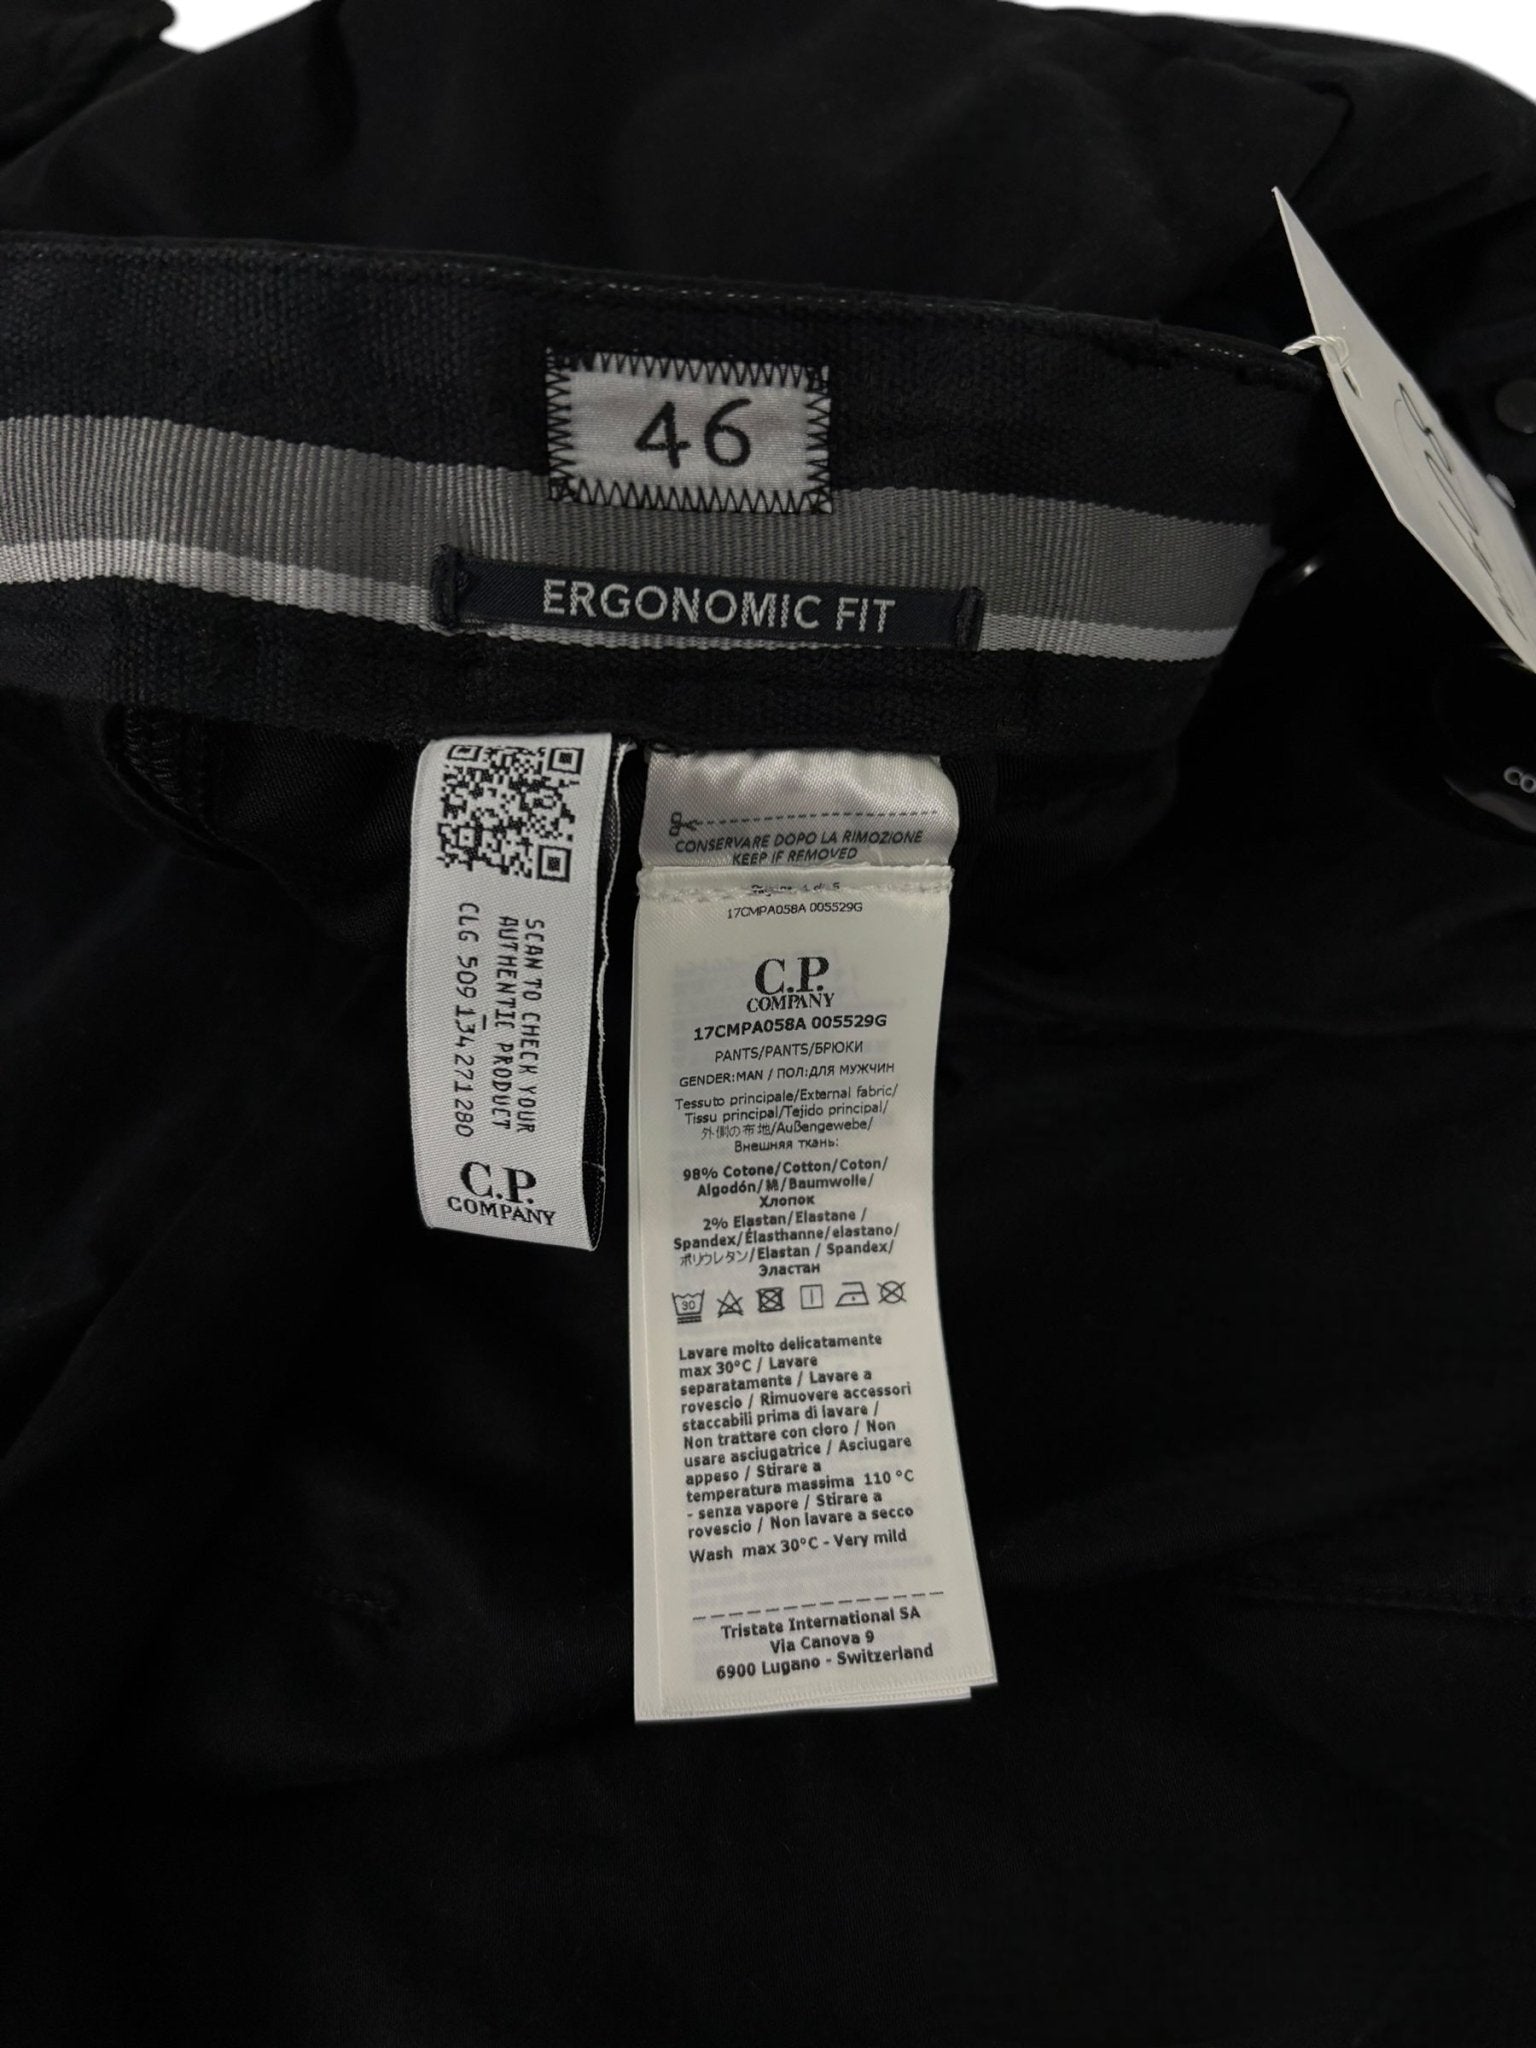 46
ERGONOMIC FIT
SCAN TO CHECK YOUR
AUTHENTIC PRODUCT
CLG 509 134 271 280
C.P.
COMPANY
CONSERVARE DOPO LA RIMOZIONE
KEEP IF REMOVED
17CMPA058A 005529G
C.P.
COMPANY
17CMPA058A 005529G
PANTS/PANTS/БРЮКИ
GENDER:MAN / ПОЛ:ДЛЯ МУЖЧИН
Tessuto principale/External fabric/
Tissu principal/Tejido principal/
外側の布地/Außengewebe/
Внешняя ткань:
98% Cotone/Cotton/Coton/
Algodón/綿/Baumwolle/
Хлопок
2% Elastan/Elastane /
Spandex/Élasthanne/elastano/
ポリウレタン/Elastan / Spandex/
Эластан
30
Lavare molto delicatamente
max 30°C / Lavare
separatamente / Lavare a
rovescio / Rimuovere accessori
staccabili prima di lavare /
Non trattare con cloro / Non
usare asciugatrice / Asciugare
appeso / Stirare a
temperatura massima 110 °C
- senza vapore / Stirare a
rovescio / Non lavare a secco
Wash max 30°C - Very mild
Tristate International SA
Via Canova 9
6900 Lugano - Switzerland